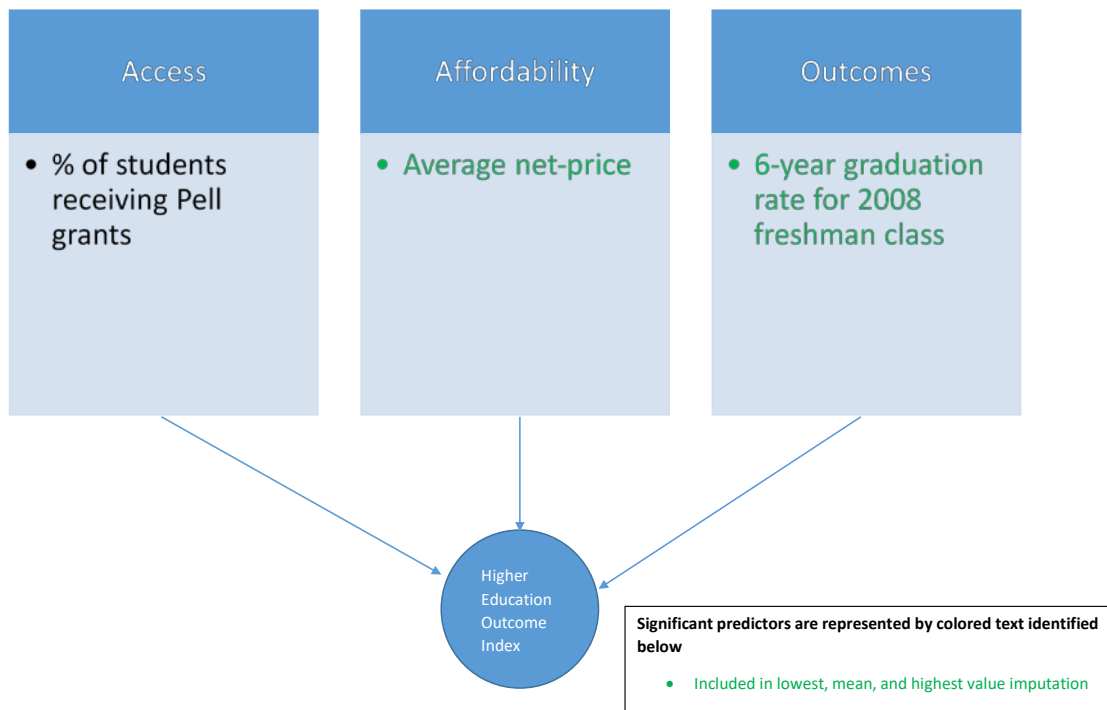 Access
• % of students
receiving Pell
grants
Affordability
• Average net-price
Outcomes
• 6-year graduation
rate for 2008
freshman class
Higher
Education
Outcome
Index
Significant predictors are represented by colored text identified
below
• Included in lowest, mean, and highest value imputation